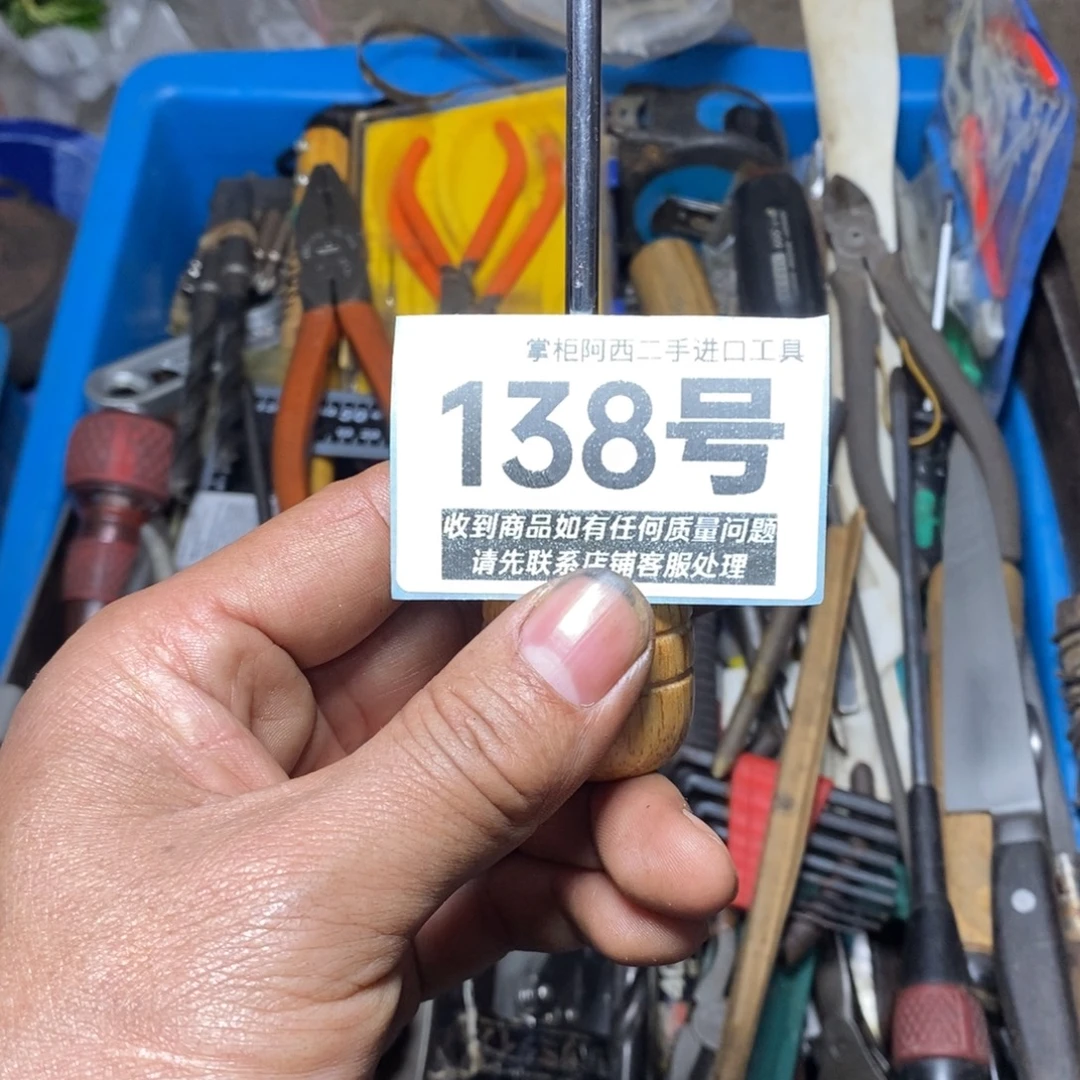 掌柜阿西二手进口工具
138号
收到商品如有任何质量问题
请先联系店铺客服处理